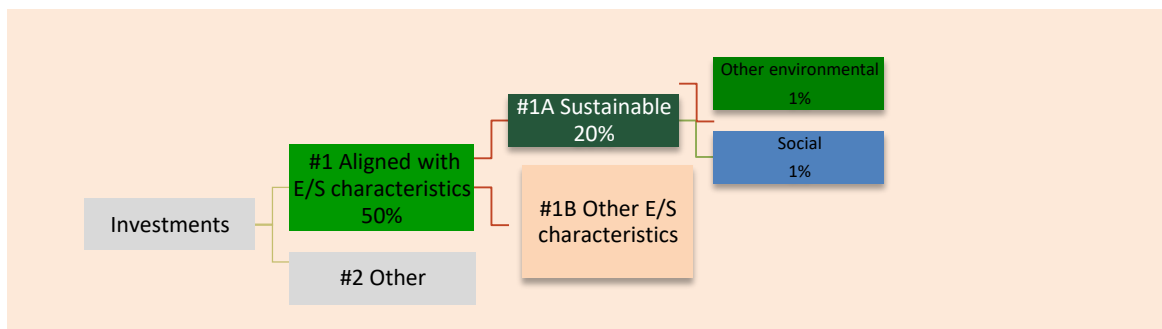 Investments
#1 Aligned with
E/S characteristics
50%
#2 Other
#1A Sustainable
20%
#1B Other E/S
characteristics
Other environmental
1%
Social
1%